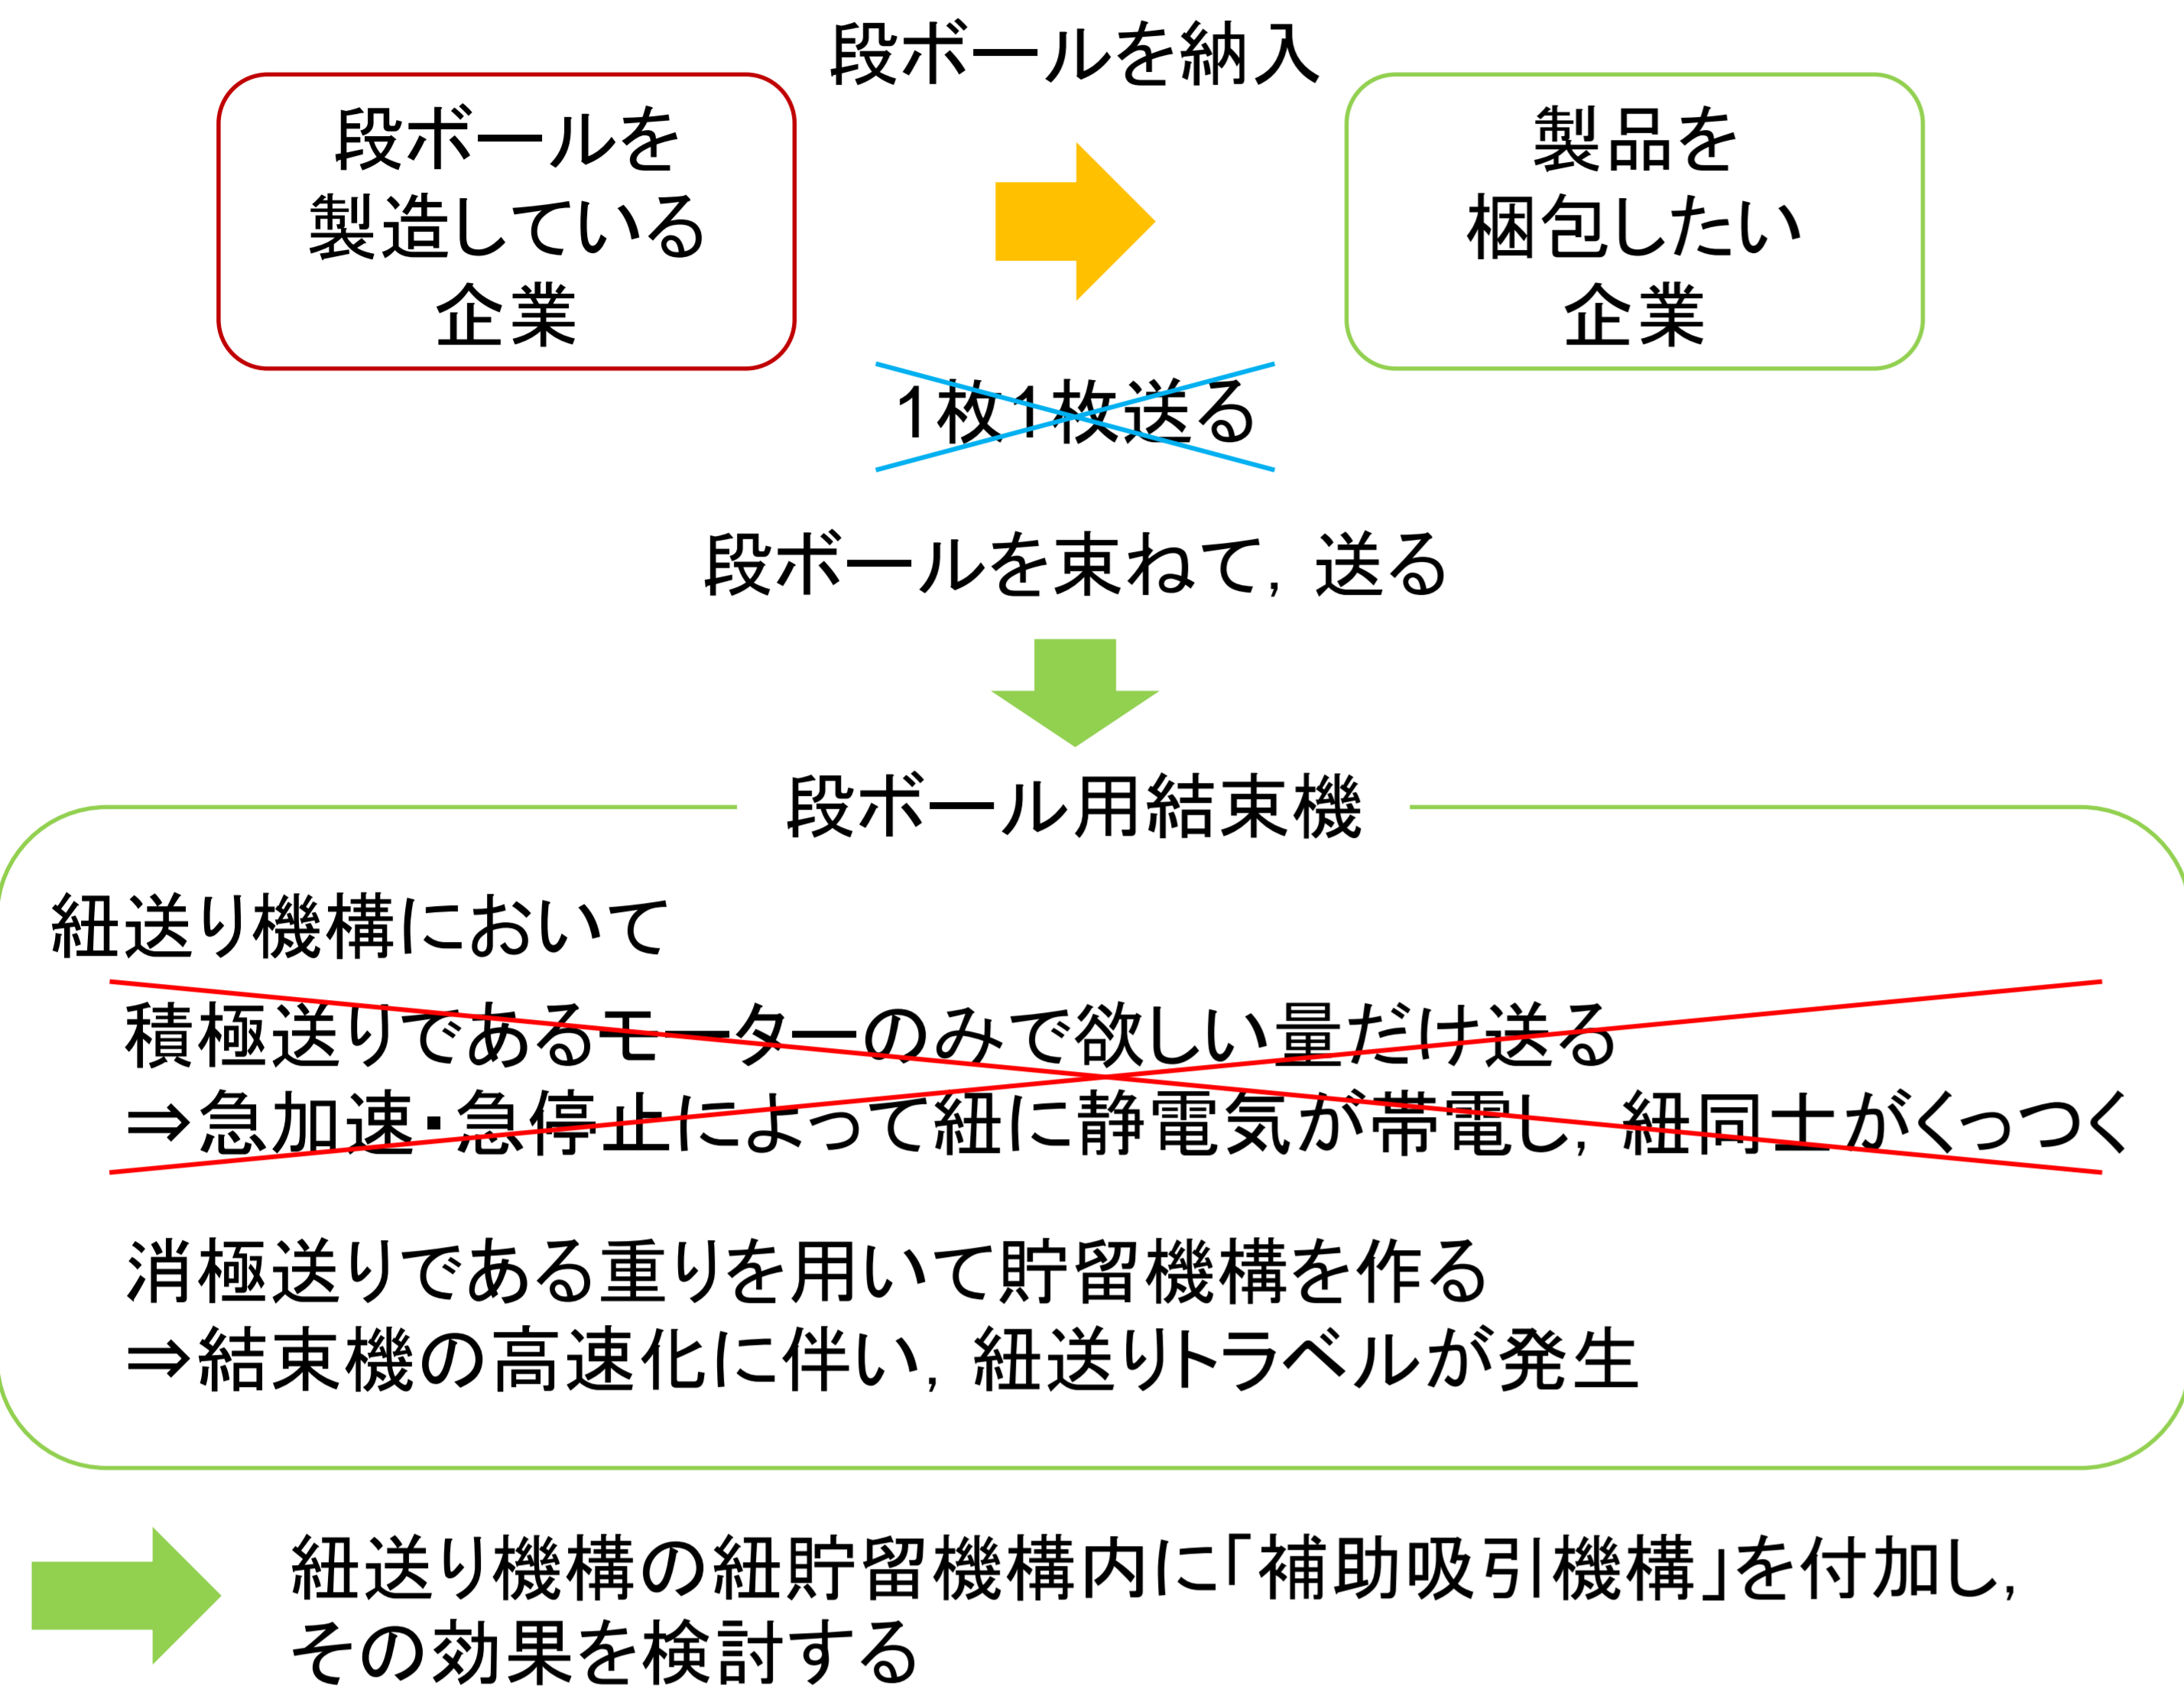 段ボールを納入
段ボールを
製造している
企業
製品を
梱包したい
企業
1枚1枚送る
段ボールを束ねて，送る
段ボール用結束機
紐送り機構において
積極送りであるモーターのみで欲しい量だけ送る
⇒急加速・急停止によって紐に静電気が帯電し，紐同士がくっつく
消極送りである重りを用いて貯留機構を作る
⇒結束機の高速化に伴い，紐送りトラベルが発生
紐送り機構の紐貯留機構内に「補助吸引機構」を付加し，
その効果を検討する